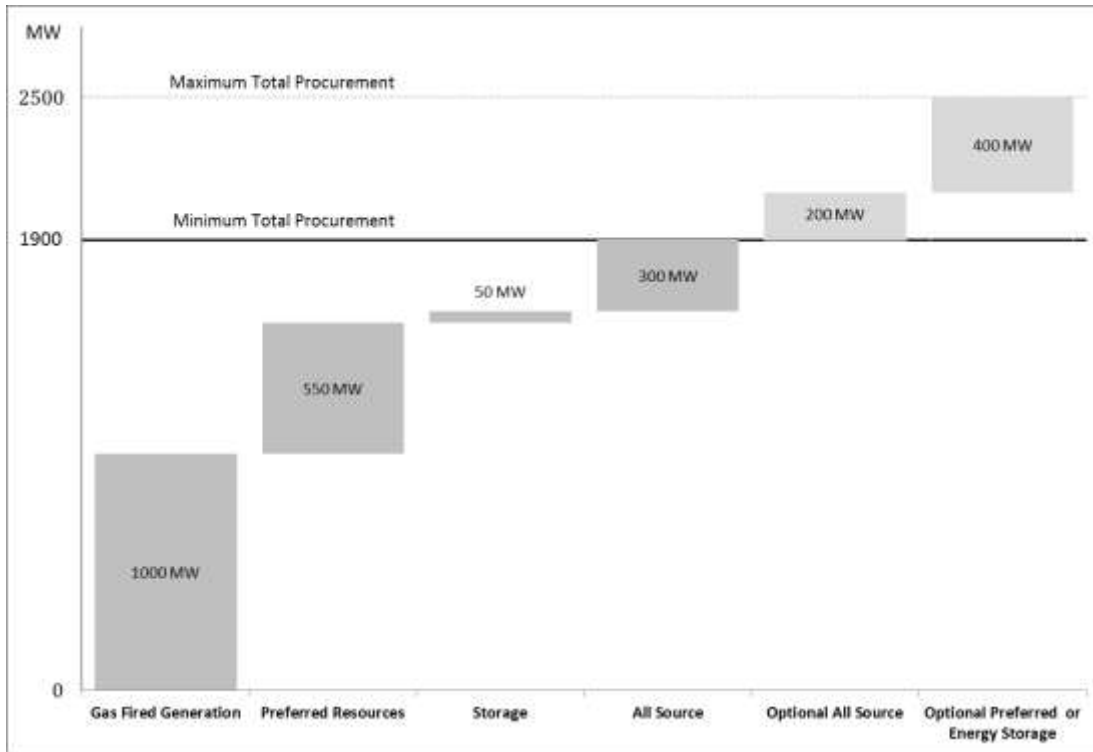 MW
Maximum Total Procurement
2500
400 MW
Minimum Total Procurement
200 MW
1900
300 MW
50 MW
550 MW
1000 MW
0
Gas Fired Generation
Preferred Resources
Storage
All Source
Optional All Source
Optional Preferred or
Energy Storage